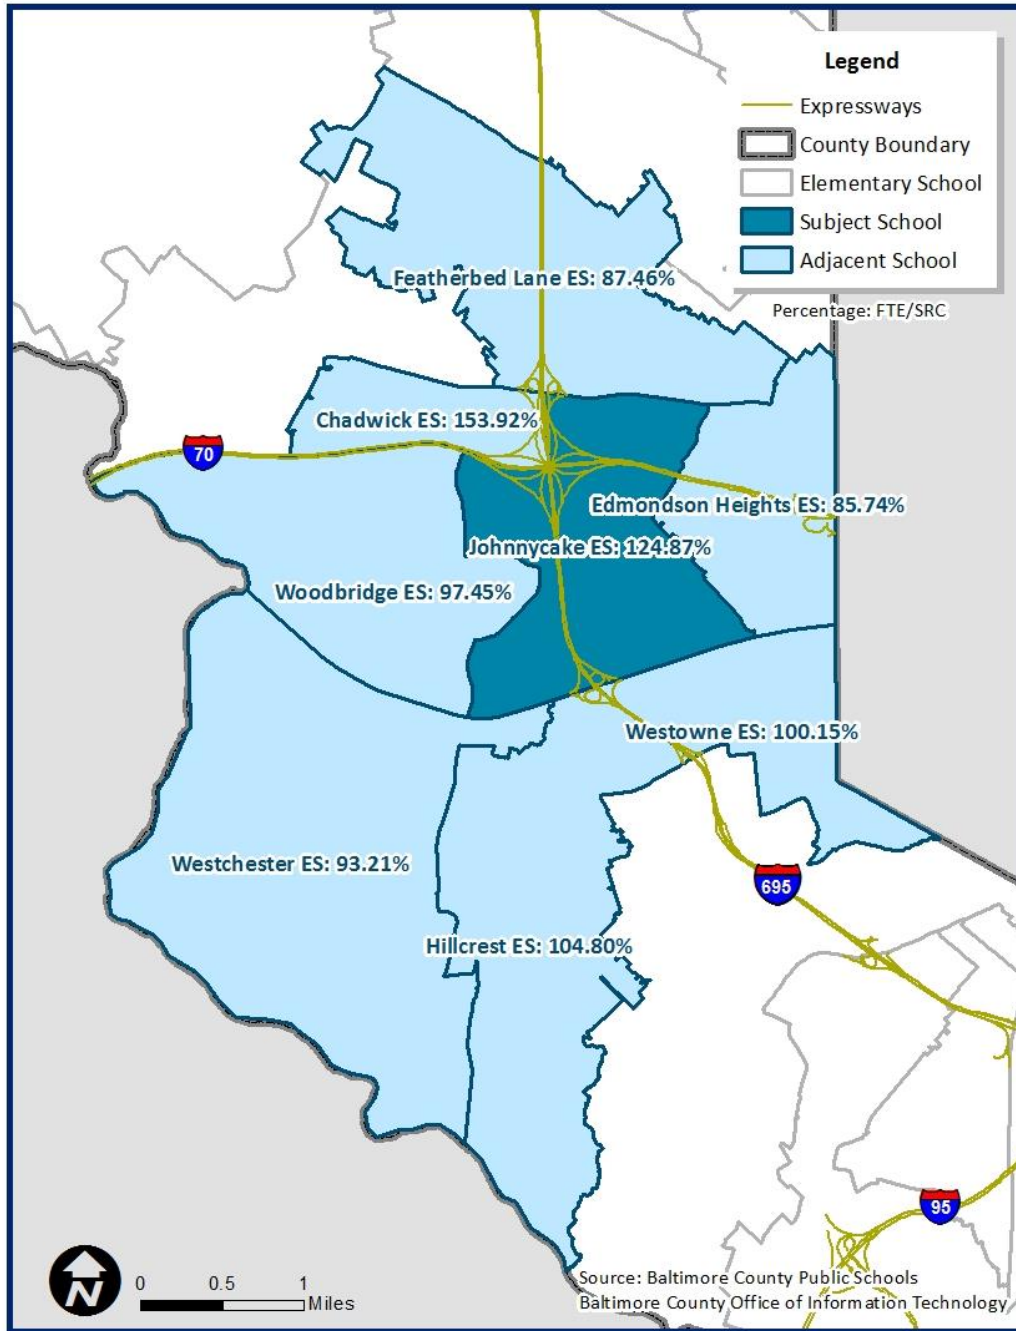 Legend
Expressways
County Boundary
Elementary School
Subject School
Adjacent School
Percentage: FTE/SRC
Featherbed Lane ES: 87.46%
Chadwick ES: 153.92%
70
Edmondson Heights ES: 85.74%
Johnnycake ES: 124.87%
Woodbridge ES: 97.45%
Westowne ES: 100.15%
Westchester ES: 93.21%
695
Hillcrest ES: 104.80%
95
N
0 0.5 1
Miles
Source: Baltimore County Public Schools
Baltimore County Office of Information Technology